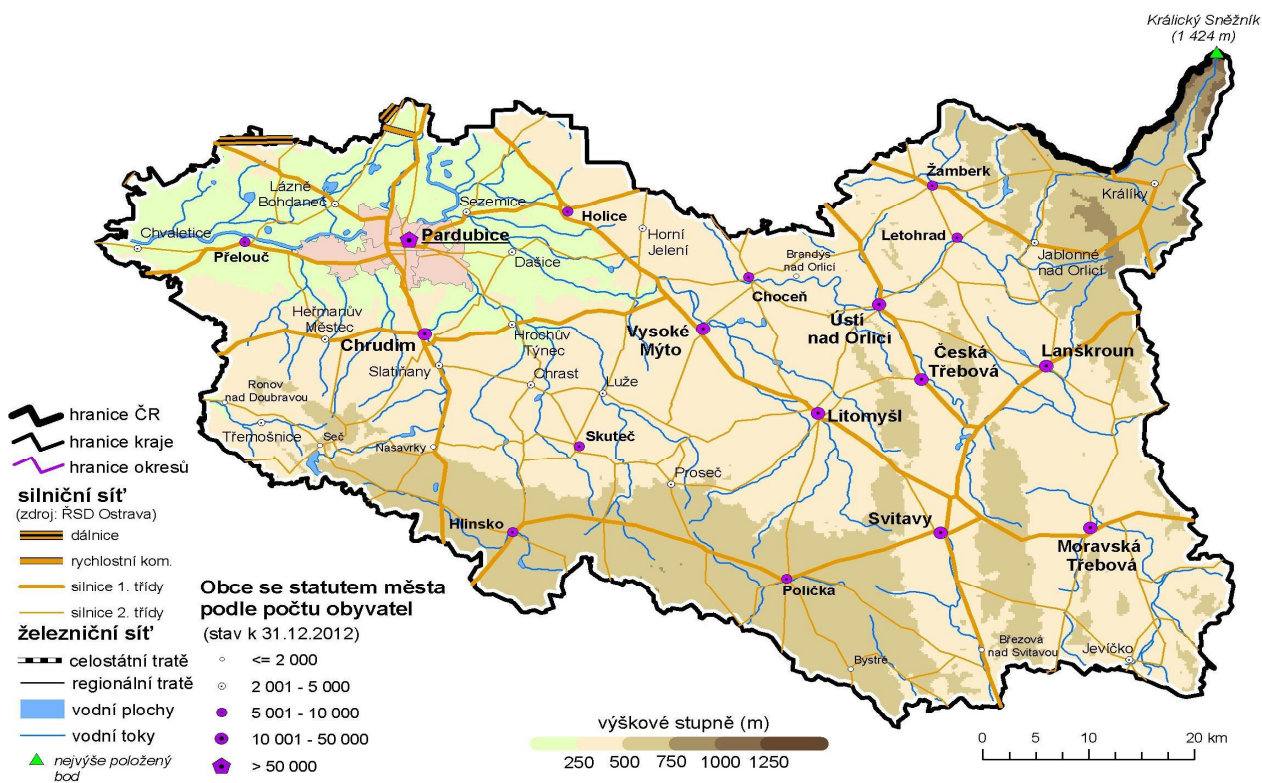 Králický Sněžník
(1 424 m)
Žamberk
Králíky
Lázně
Bohdaneč
Sezemice
Holice
Horní
Jelení
Letohrad
Chvaletice
Pardubice
Přelouč
Dašice
Brandýs
nad Orlicí
Jablonné
nad Orlicí
Choceň
Heřmanův
Městec
Chrudim
Hrochův
Týnec
Vysoké
Mýto
Ústí
nad Orlicí
Česká
Třebová
Lanškroun
Slatiňany
Chrast
Luže
Ronov
nad Doubravou
Litomyšl
Třemošnice
Seč
Nasavrky
Skuteč
Proseč
Hlinsko
Svitavy
Moravská
Třebová
Polička
Bystré
Březová
nad Svitavou
Jevíčko
hranice ČR
hranice kraje
hranice okresů
silniční síť
(zdroj: ŘSD Ostrava)
dálnice
rychlostní kom.
silnice 1. třídy
silnice 2. třídy
železniční síť
celostátní tratě
regionální tratě
vodní plochy
vodní toky
nejvýše položený
bod
Obce se statutem města
podle počtu obyvatel
(stav k 31.12.2012)
<= 2 000
2 001 - 5 000
5 001 - 10 000
10 001 - 50 000
> 50 000
výškové stupně (m)
250 500 750 1000 1250
0 5 10 20 km